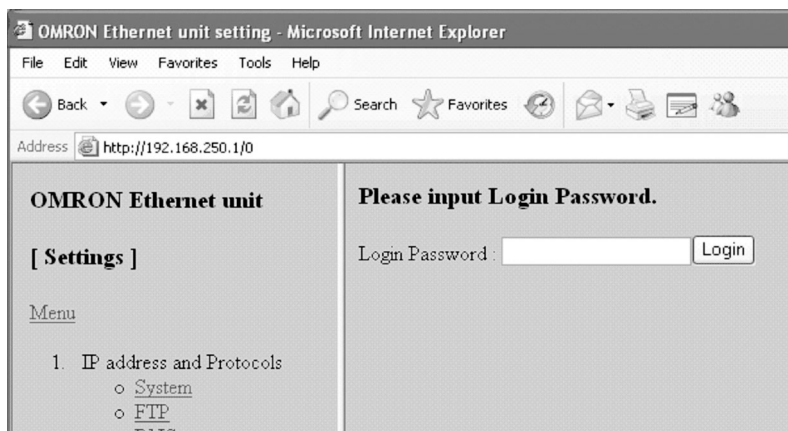 OMRON Ethernet unit setting - Microsoft Internet Explorer
File Edit View Favorites Tools Help
Back Search Favorites
Address http://192.168.250.1/0
OMRON Ethernet unit
[ Settings ]
Menu
1. IP address and Protocols
System
FTP
Please input Login Password.
Login Password : Login